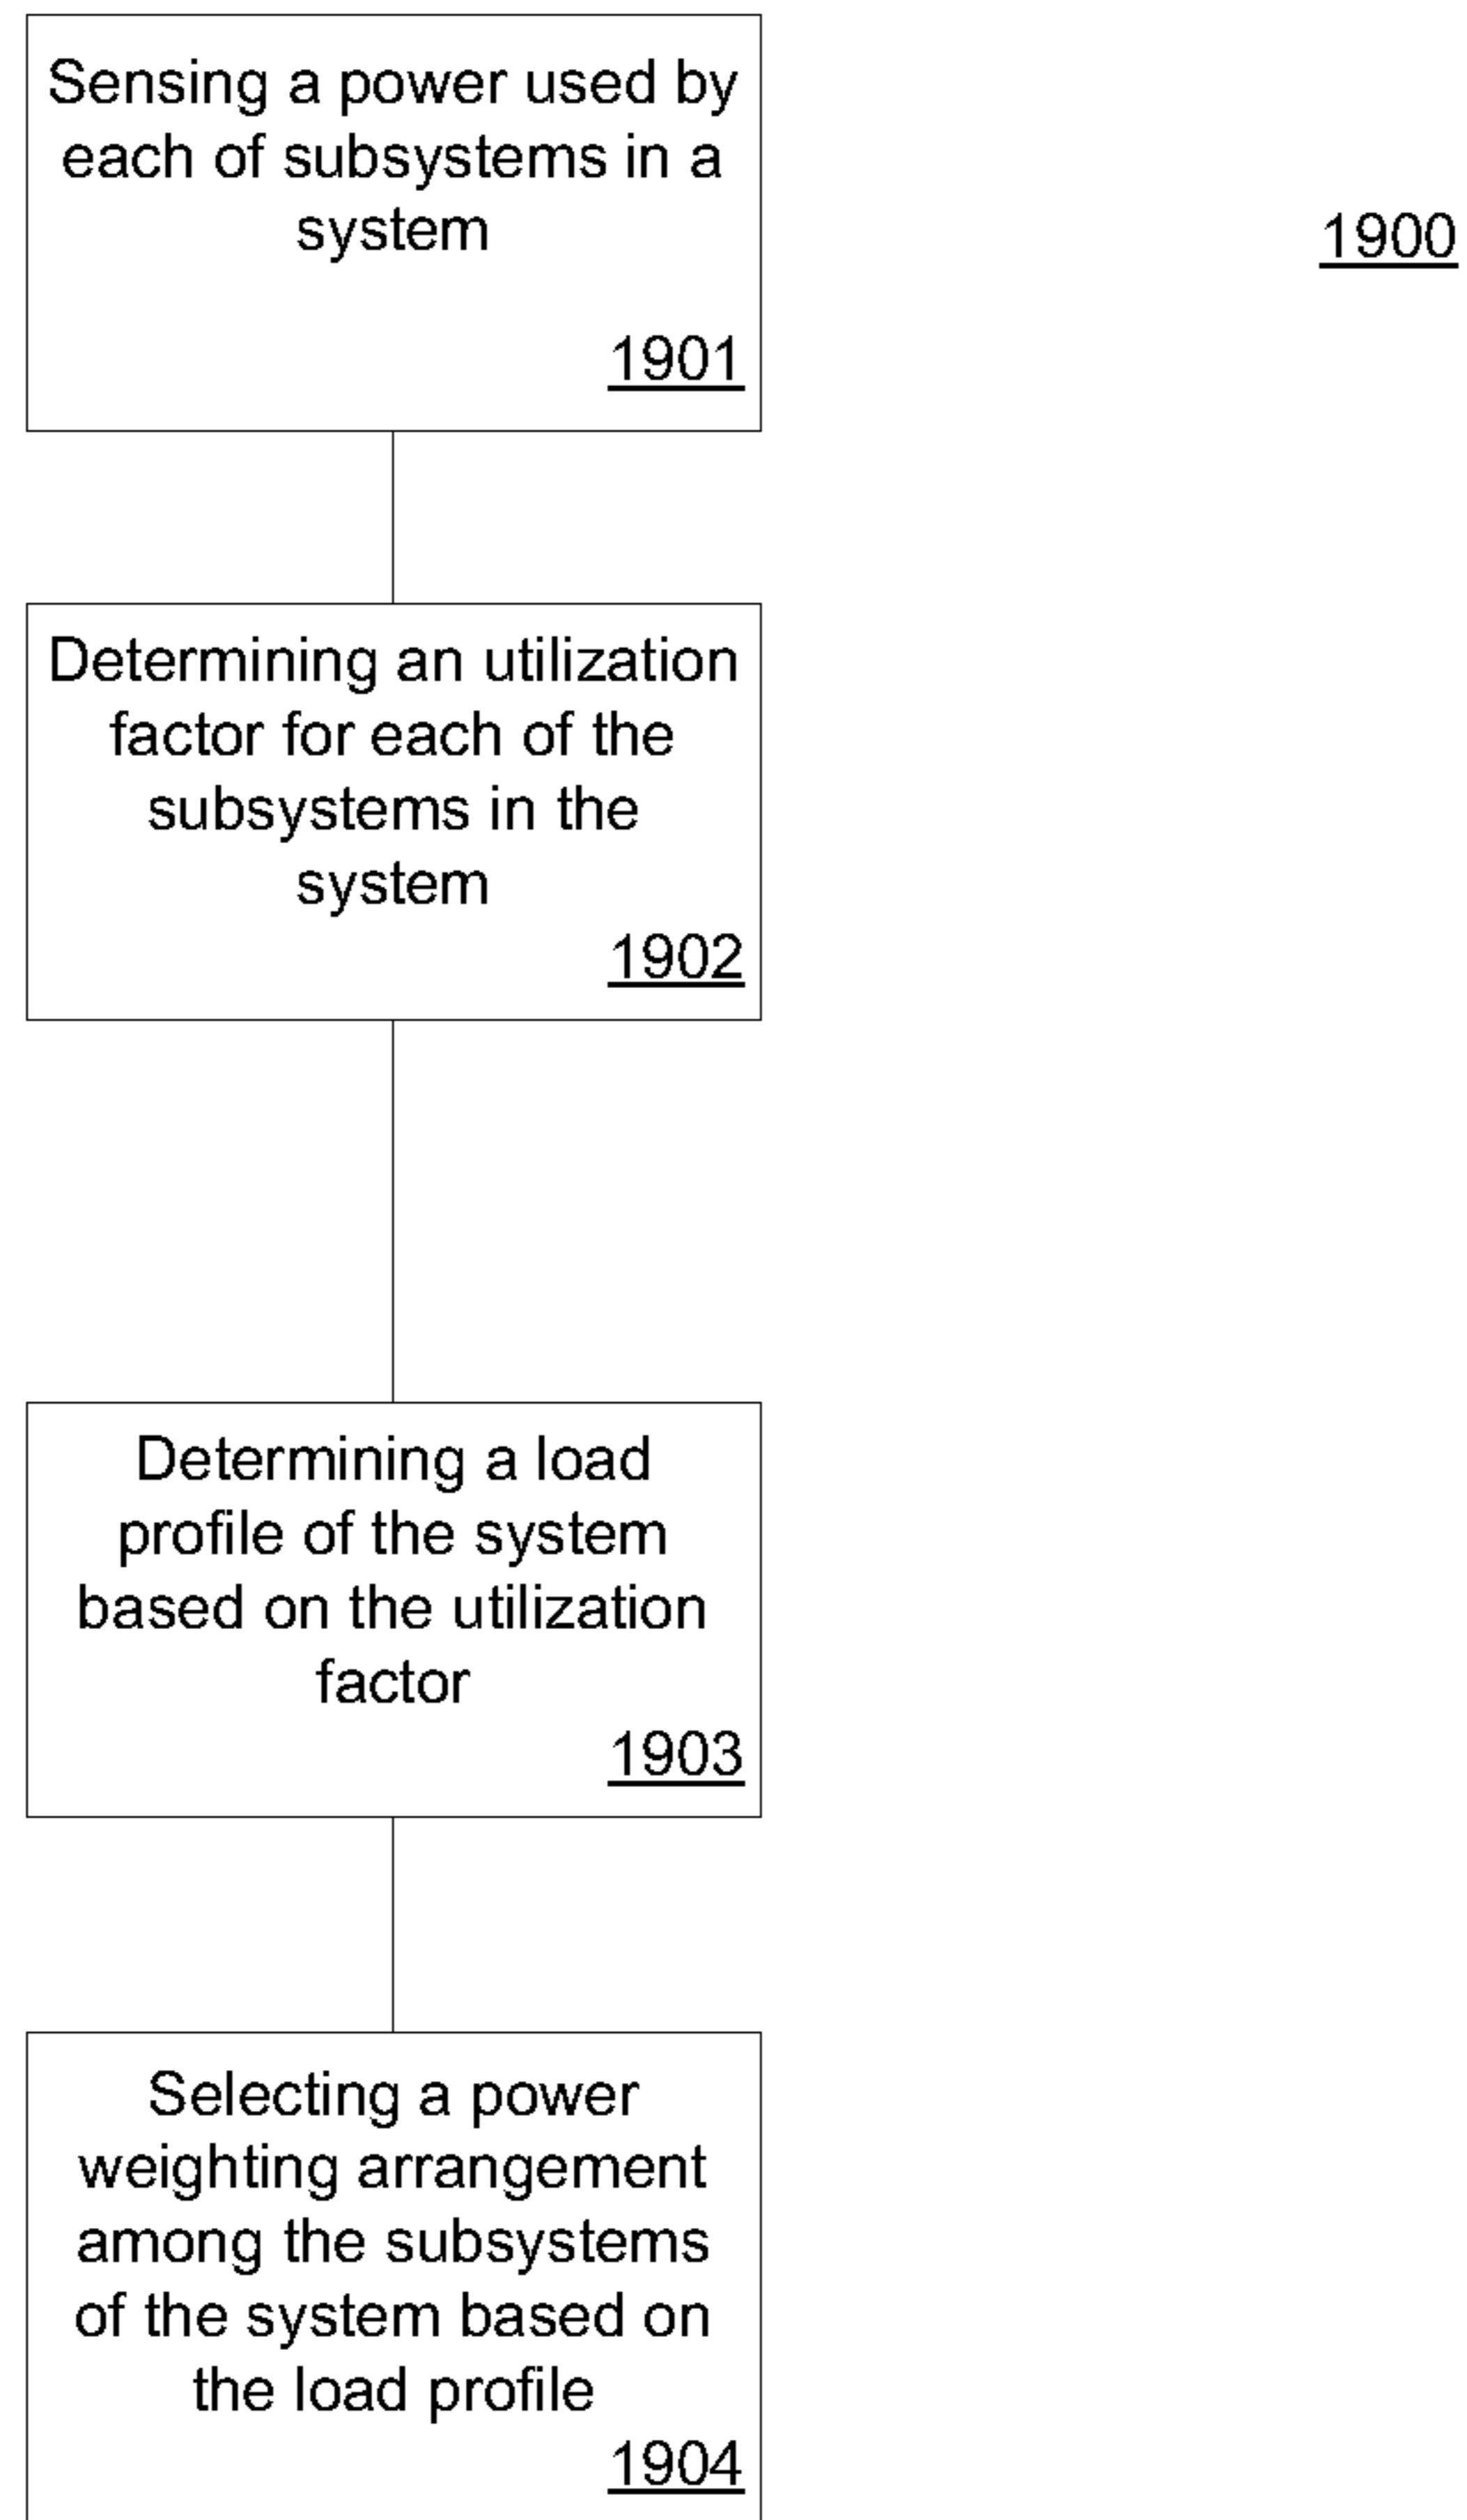 Sensing a power used by
each of subsystems in a
system
1900
1901
Determining an utilization
factor for each of the
subsystems in the
system
1902
Determining a load
profile of the system
based on the utilization
factor
1903
Selecting a power
weighting arrangement
among the subsystems
of the system based on
the load profile
1904